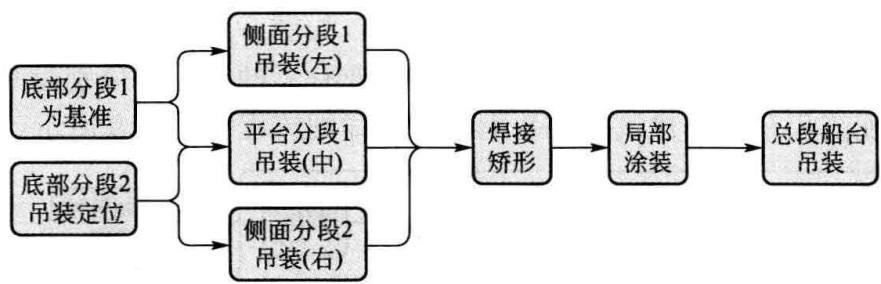 底部分段1
为基准
底部分段2
吊装定位
侧面分段1
吊装(左)
平台分段1
吊装(中)
侧面分段2
吊装(右)
焊接
矫形
局部
涂装
总段船台
吊装